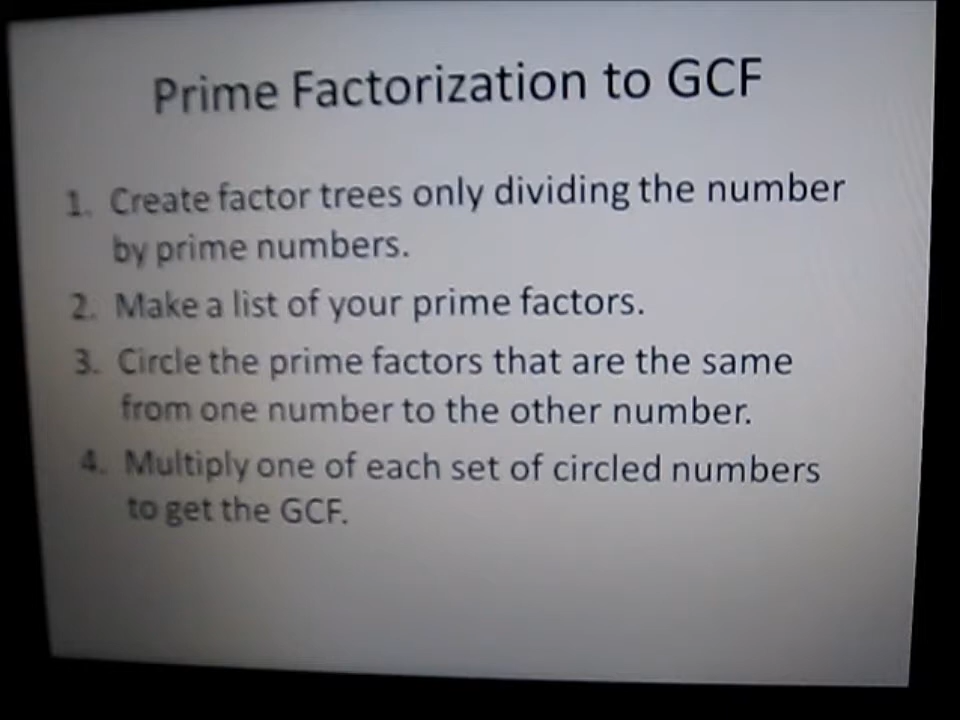 Prime Factorization to GCF
1. Create factor trees only dividing the number
by prime numbers.
2. Make a list of your prime factors.
3. Circle the prime factors that are the same
from one number to the other number.
4. Multiply one of each set of circled numbers
to get the GCF.